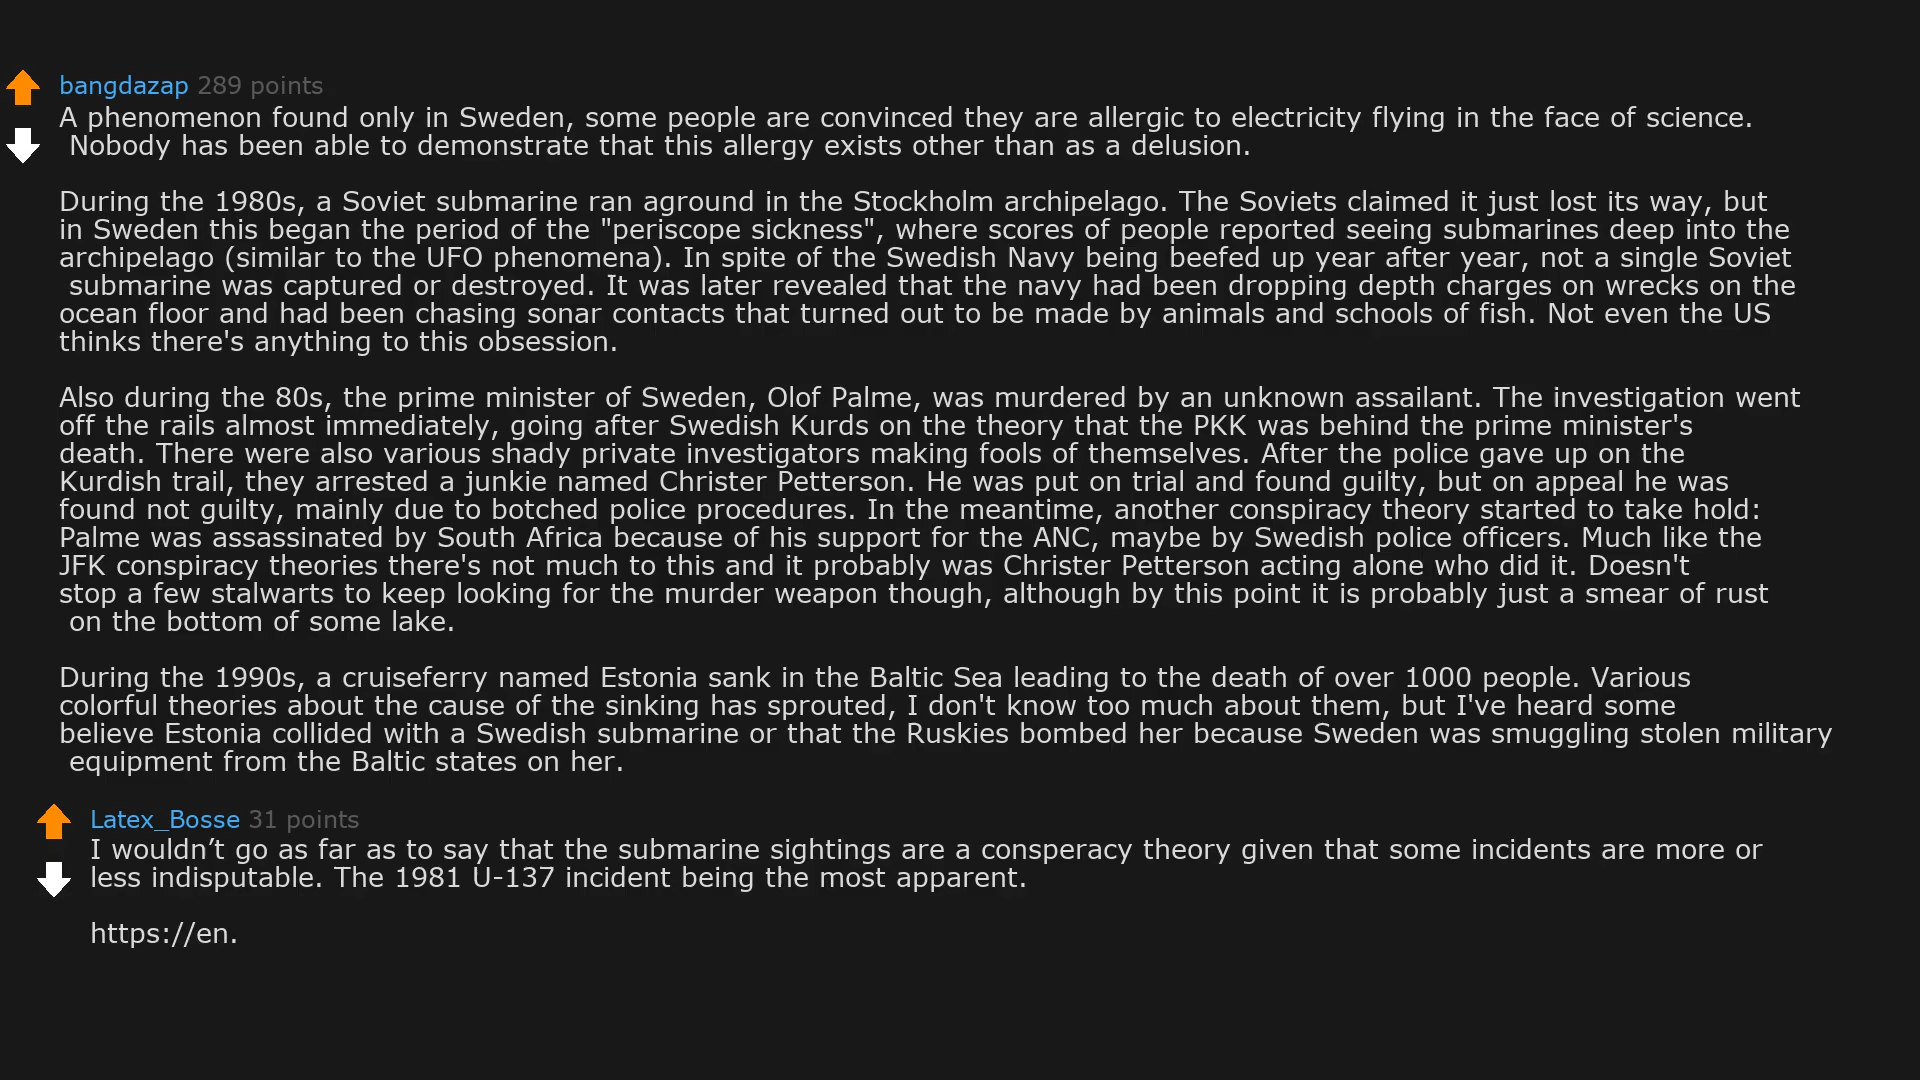 bangdazap 289 points
A phenomenon found only in Sweden, some people are convinced they are allergic to electricity flying in the face of science.
Nobody has been able to demonstrate that this allergy exists other than as a delusion.
During the 1980s, a Soviet submarine ran aground in the Stockholm archipelago. The Soviets claimed it just lost its way, but
in Sweden this began the period of the "periscope sickness", where scores of people reported seeing submarines deep into the
archipelago (similar to the UFO phenomena). In spite of the Swedish Navy being beefed up year after year, not a single Soviet
submarine was captured or destroyed. It was later revealed that the navy had been dropping depth charges on wrecks on the
ocean floor and had been chasing sonar contacts that turned out to be made by animals and schools of fish. Not even the US
thinks there's anything to this obsession.
Also during the 80s, the prime minister of Sweden, Olof Palme, was murdered by an unknown assailant. The investigation went
off the rails almost immediately, going after Swedish Kurds on the theory that the PKK was behind the prime minister's
death. There were also various shady private investigators making fools of themselves. After the police gave up on the
Kurdish trail, they arrested a junkie named Christer Petterson. He was put on trial and found guilty, but on appeal he was
found not guilty, mainly due to botched police procedures. In the meantime, another conspiracy theory started to take hold:
Palme was assassinated by South Africa because of his support for the ANC, maybe by Swedish police officers. Much like the
JFK conspiracy theories there's not much to this and it probably was Christer Petterson acting alone who did it. Doesn't
stop a few stalwarts to keep looking for the murder weapon though, although by this point it is probably just a smear of rust
on the bottom of some lake.
During the 1990s, a cruiseferry named Estonia sank in the Baltic Sea leading to the death of over 1000 people. Various
colorful theories about the cause of the sinking has sprouted, I don't know too much about them, but I've heard some
believe Estonia collided with a Swedish submarine or that the Ruskies bombed her because Sweden was smuggling stolen military
equipment from the Baltic states on her.
Latex_Bosse 31 points
I wouldn’t go as far as to say that the submarine sightings are a consperacy theory given that some incidents are more or
less indisputable. The 1981 U-137 incident being the most apparent.
https://en.